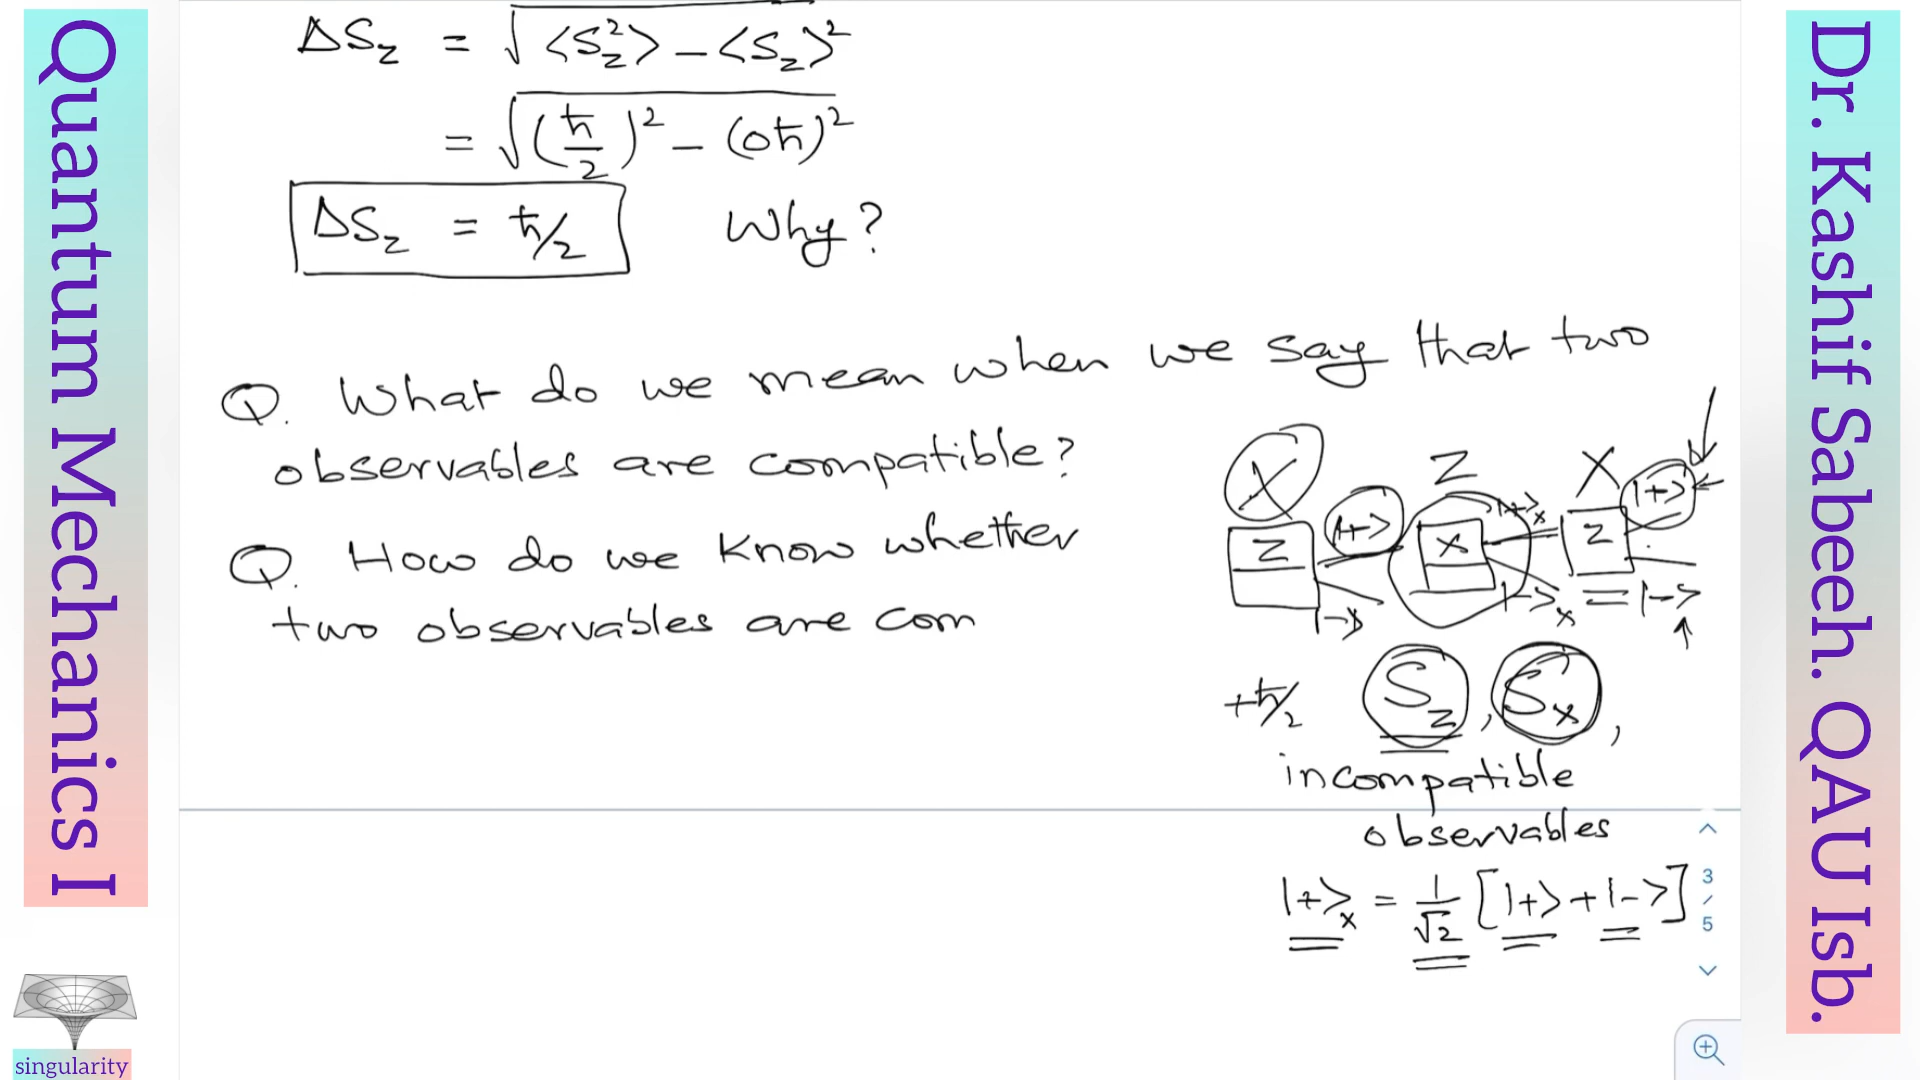 Quantum Mechanics I
singularity
ΔS_z = √(<S_z²> - <S_z>²)
= √((ħ/2)² - (0ħ)²)
ΔS_z = ħ/2 Why?
Q. What do we mean when we say that two
observables are compatible?
Q. How do we know whether
two observables are com
X Z X
Z |+> X |+>x Z |+>
|-> |->x |->
+ħ/2 S_z, S_x,
incompatible
observables
|+>x = 1/√2 [|+> + |->]
3
/
5
Dr. Kashif Sabeeh. QAU Isb.